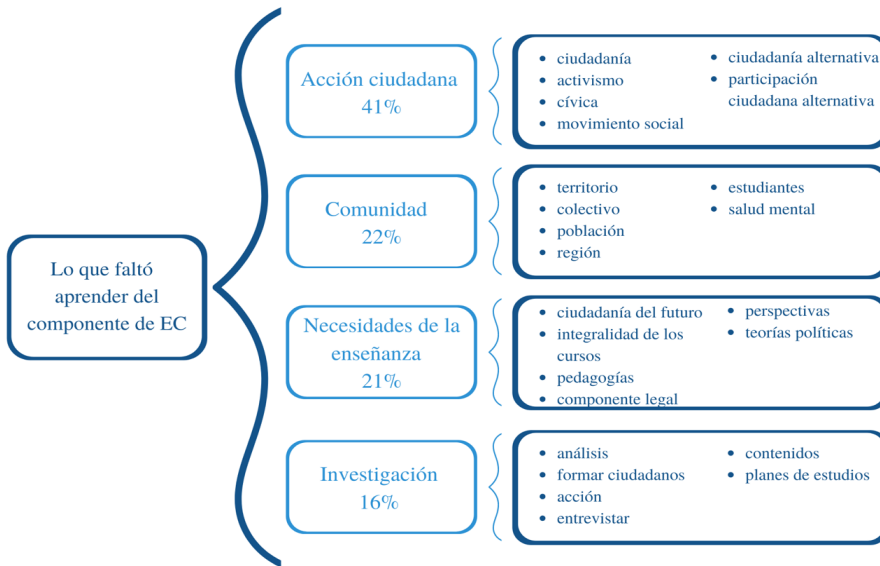 Lo que faltó
aprender del
componente de EC
Acción ciudadana
41%
• ciudadanía
• activismo
• cívica
• movimiento social
• ciudadanía alternativa
• participación
ciudadana alternativa
Comunidad
22%
• territorio
• colectivo
• población
• región
• estudiantes
• salud mental
Necesidades de la
enseñanza
21%
• ciudadanía del futuro
• integralidad de los
cursos
• pedagogías
• componente legal
• perspectivas
• teorías políticas
Investigación
16%
• análisis
• formar ciudadanos
• acción
• entrevistar
• contenidos
• planes de estudios